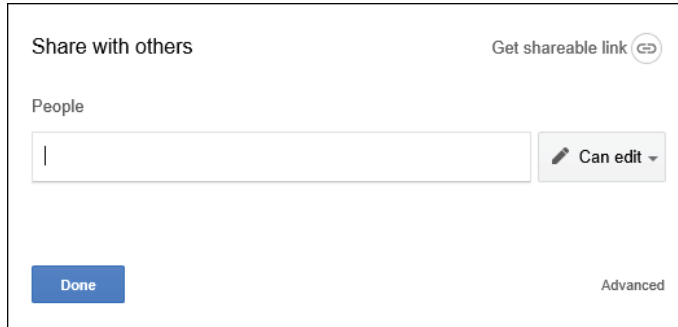 Share with others
Get shareable link
People
Can edit
Done
Advanced